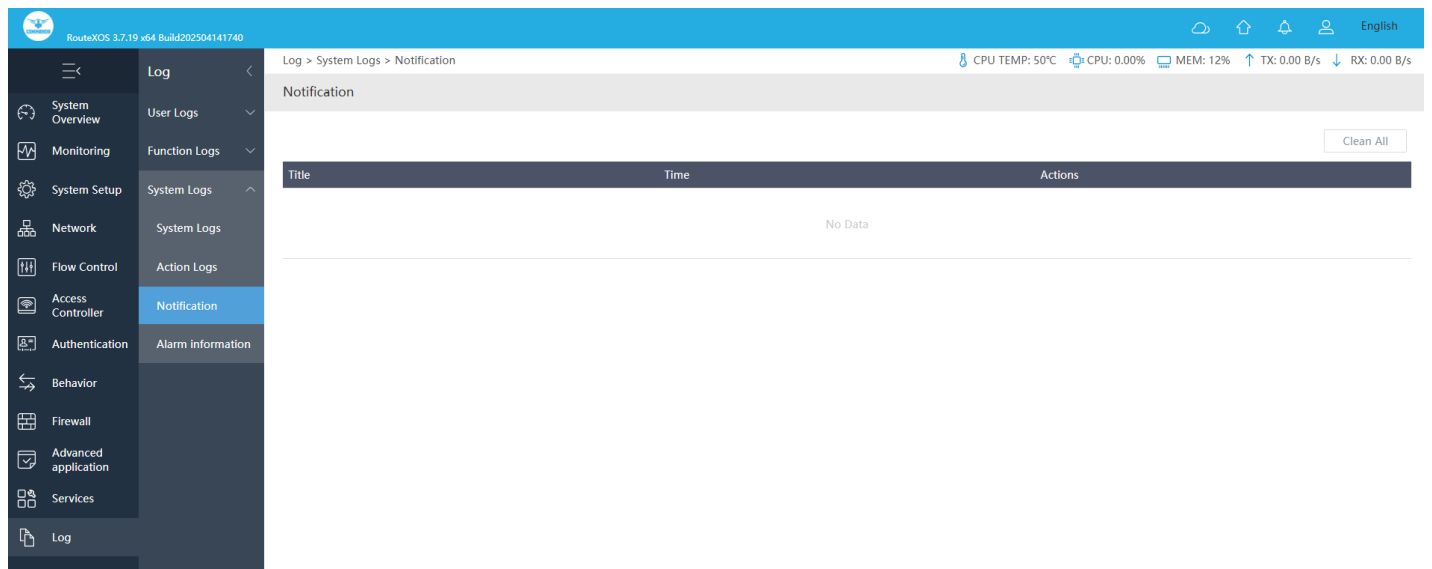 RouteXOS 3.7.19 x64 Build202504141740
English
Log
Log > System Logs > Notification
CPU TEMP: 50°C CPU: 0.00% MEM: 12% TX: 0.00 B/s RX: 0.00 B/s
Notification
System
Overview
Monitoring
System Setup
Network
Flow Control
Access
Controller
Authentication
Behavior
Firewall
Advanced
application
Services
Log
User Logs
Function Logs
System Logs
System Logs
Action Logs
Notification
Alarm information
Clean All
Title Time Actions
No Data